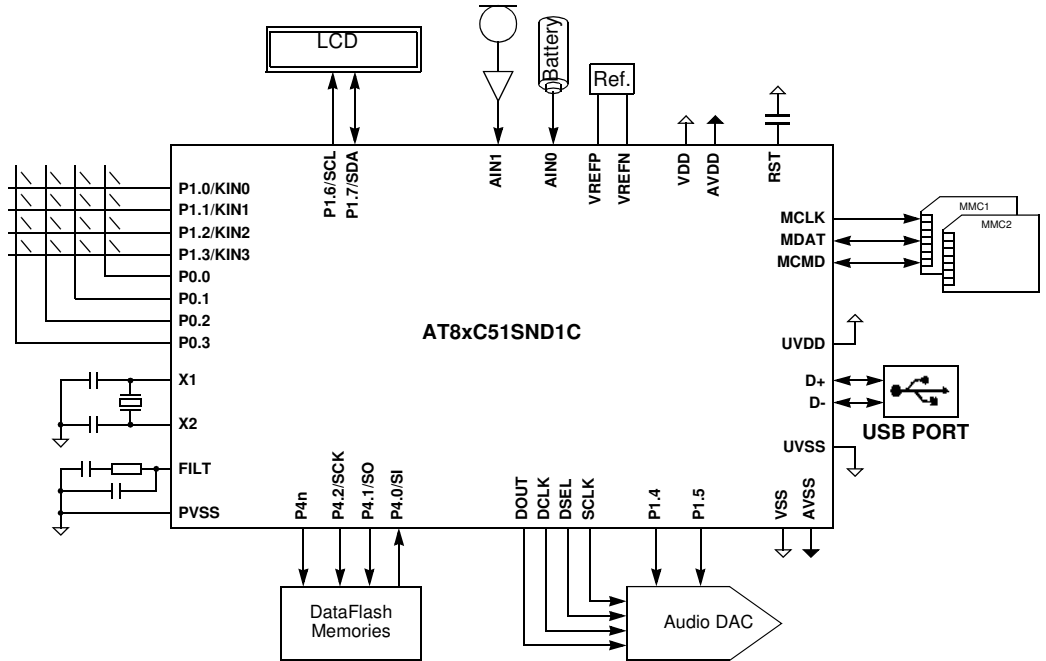 LCD
Battery
Ref.
P1.6/SCL
P1.7/SDA
AIN1
AIN0
VREFP
VREFN
VDD
AVDD
RST
P1.0/KIN0
P1.1/KIN1
P1.2/KIN2
P1.3/KIN3
P0.0
P0.1
P0.2
P0.3
X1
X2
FILT
PVSS
AT8xC51SND1C
MCLK
MDAT
MCMD
MMC1
MMC2
UVDD
D+
D-
USB PORT
UVSS
P4n
P4.2/SCK
P4.1/SO
P4.0/SI
DOUT
DCLK
DSEL
SCLK
P1.4
P1.5
VSS
AVSS
DataFlash
Memories
Audio DAC